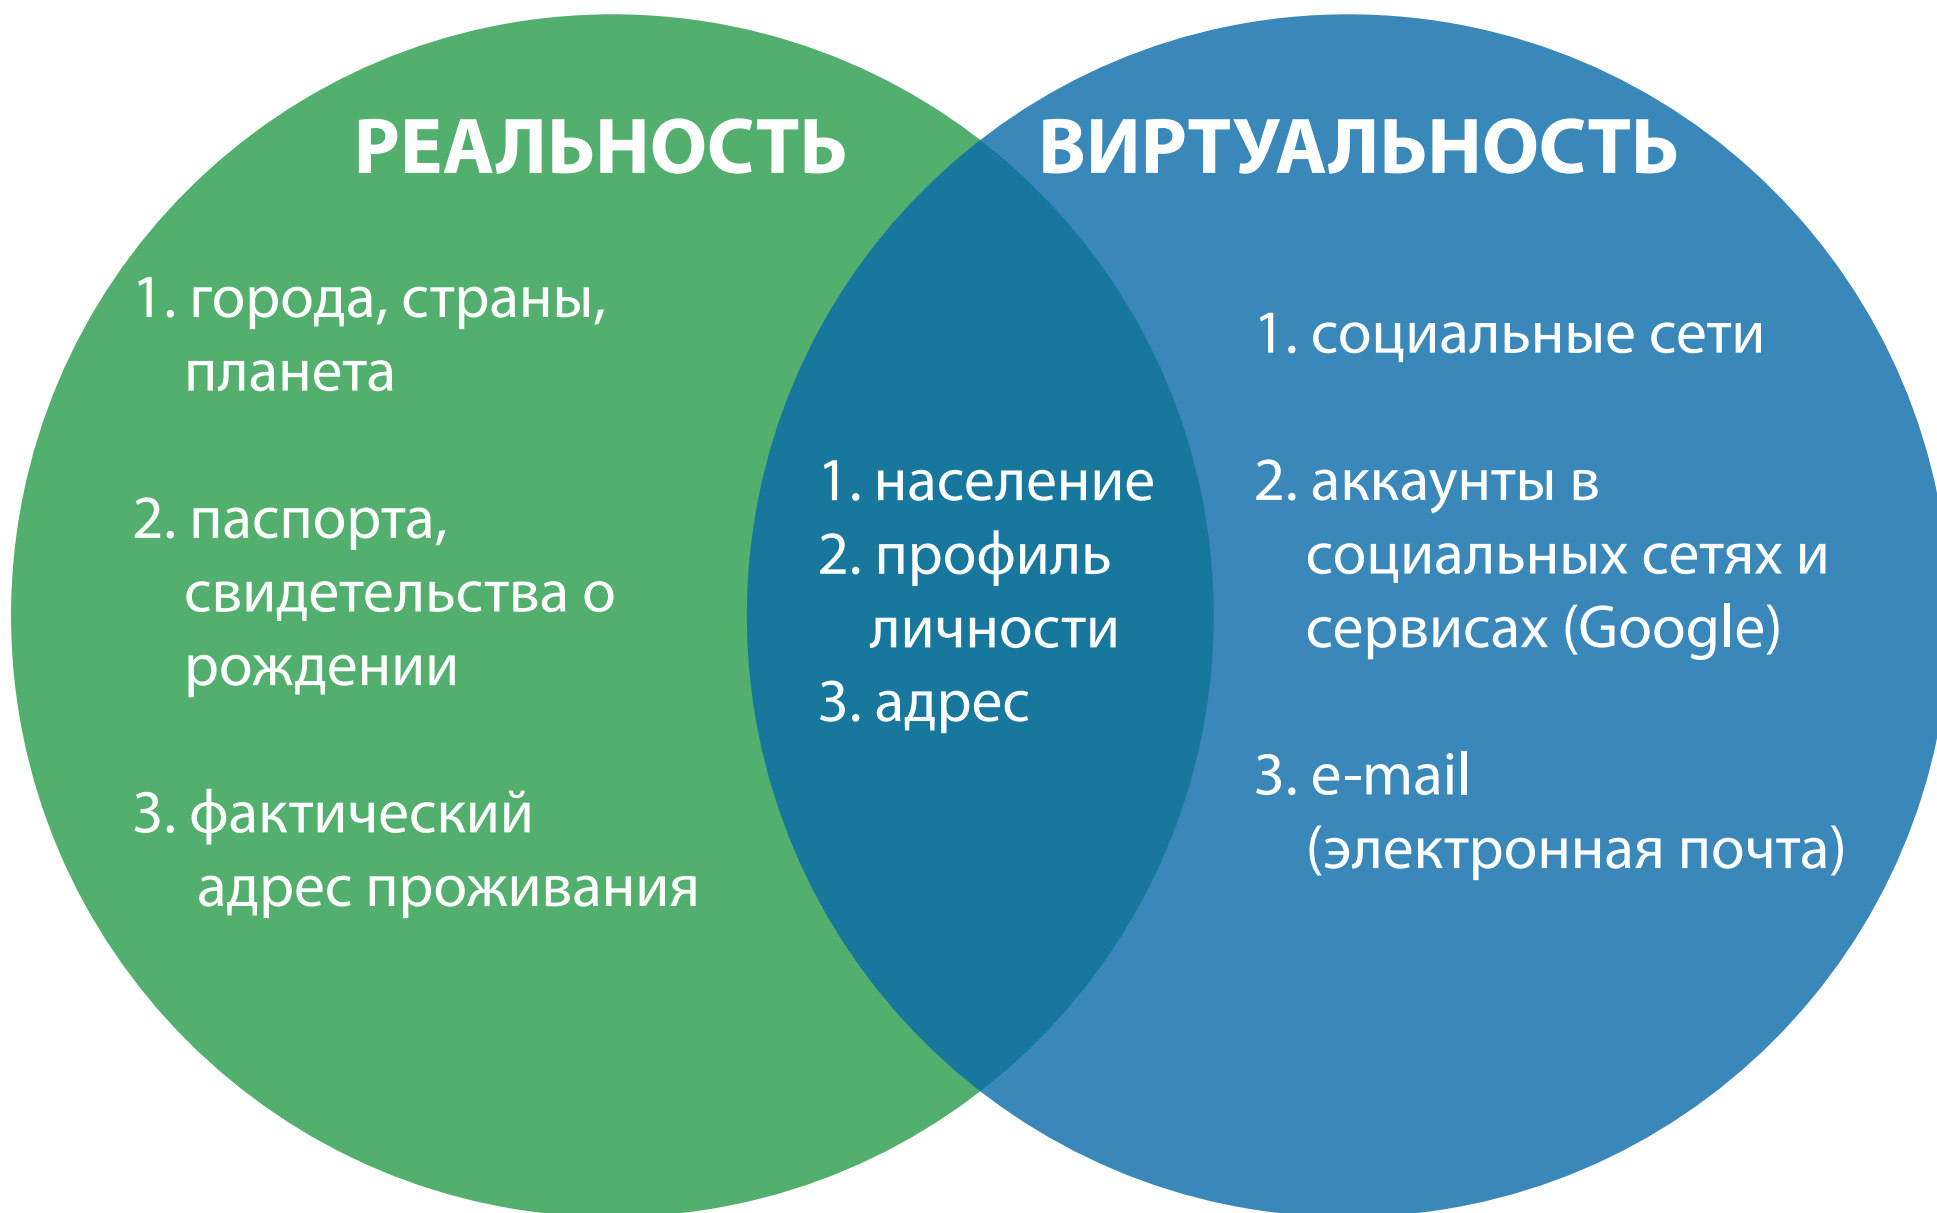 РЕАЛЬНОСТЬ
1. города, страны,
планета
2. паспорта,
свидетельства о
рождении
3. фактический
адрес проживания
1. население
2. профиль
личности
3. адрес
ВИРТУАЛЬНОСТЬ
1. социальные сети
2. аккаунты в
социальных сетях и
сервисах (Google)
3. e-mail
(электронная почта)